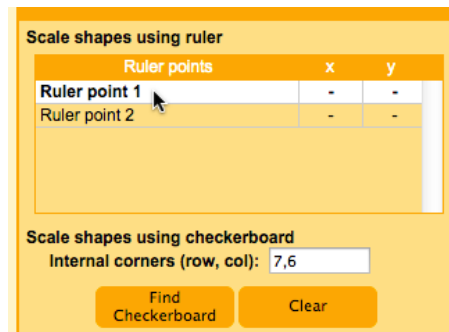 Scale shapes using ruler
Ruler points x y
Ruler point 1 - -
Ruler point 2 - -
Scale shapes using checkerboard
Internal corners (row, col): 7,6
Find
Checkerboard
Clear